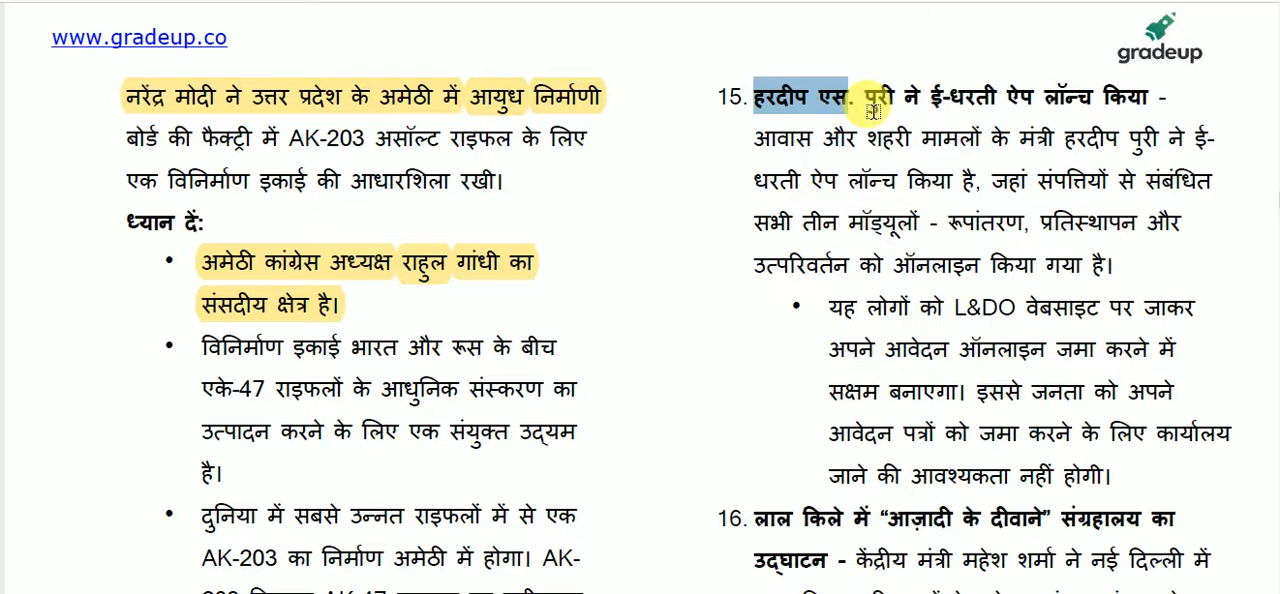 www.gradeup.co
gradeup
नरेंद्र मोदी ने उत्तर प्रदेश के अमेठी में आयुध निर्माणी
बोर्ड की फैक्ट्री में AK-203 असॉल्ट राइफल के लिए
एक विनिर्माण इकाई की आधारशिला रखी।
ध्यान दें:
• अमेठी कांग्रेस अध्यक्ष राहुल गांधी का
संसदीय क्षेत्र है।
• विनिर्माण इकाई भारत और रूस के बीच
एके-47 राइफलों के आधुनिक संस्करण का
उत्पादन करने के लिए एक संयुक्त उद्यम
है।
• दुनिया में सबसे उन्नत राइफलों में से एक
AK-203 का निर्माण अमेठी में होगा। AK-
15. हरदीप एस. पुरी ने ई-धरती ऐप लॉन्च किया -
आवास और शहरी मामलों के मंत्री हरदीप पुरी ने ई-
धरती ऐप लॉन्च किया है, जहां संपत्तियों से संबंधित
सभी तीन मॉड्यूलों - रूपांतरण, प्रतिस्थापन और
उत्परिवर्तन को ऑनलाइन किया गया है।
• यह लोगों को L&DO वेबसाइट पर जाकर
अपने आवेदन ऑनलाइन जमा करने में
सक्षम बनाएगा। इससे जनता को अपने
आवेदन पत्रों को जमा करने के लिए कार्यालय
जाने की आवश्यकता नहीं होगी।
16. लाल किले में “आज़ादी के दीवाने” संग्रहालय का
उद्घाटन - केंद्रीय मंत्री महेश शर्मा ने नई दिल्ली में